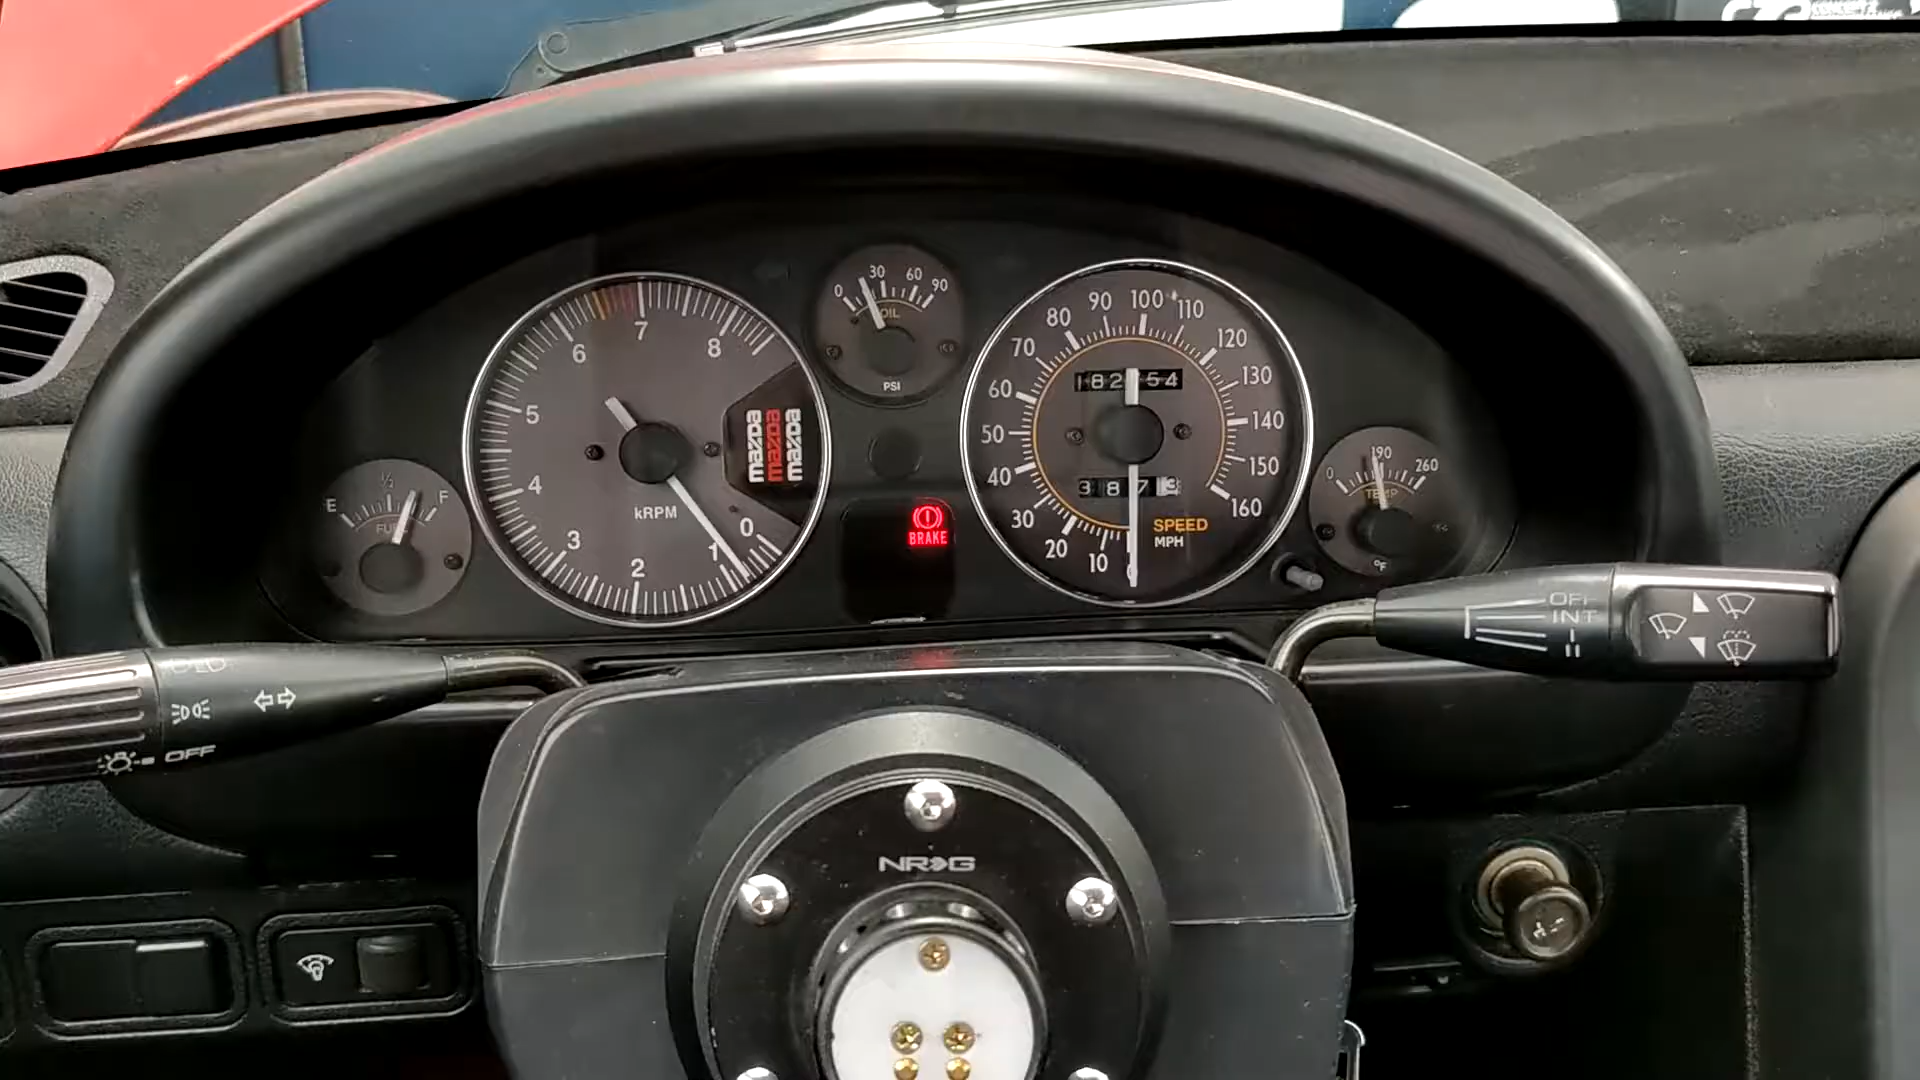 30
60
0
90
OIL
PSI
7
6
8
5
4
3
2
1
0
kRPM
mazda
mazda
mazda
E
½
F
FUEL
BRAKE
100
90
110
80
120
70
130
60
140
50
150
40
160
30
20
10
0
SPEED
MPH
190
0
260
TEMP
°F
OFF
INT
OFF
NRG